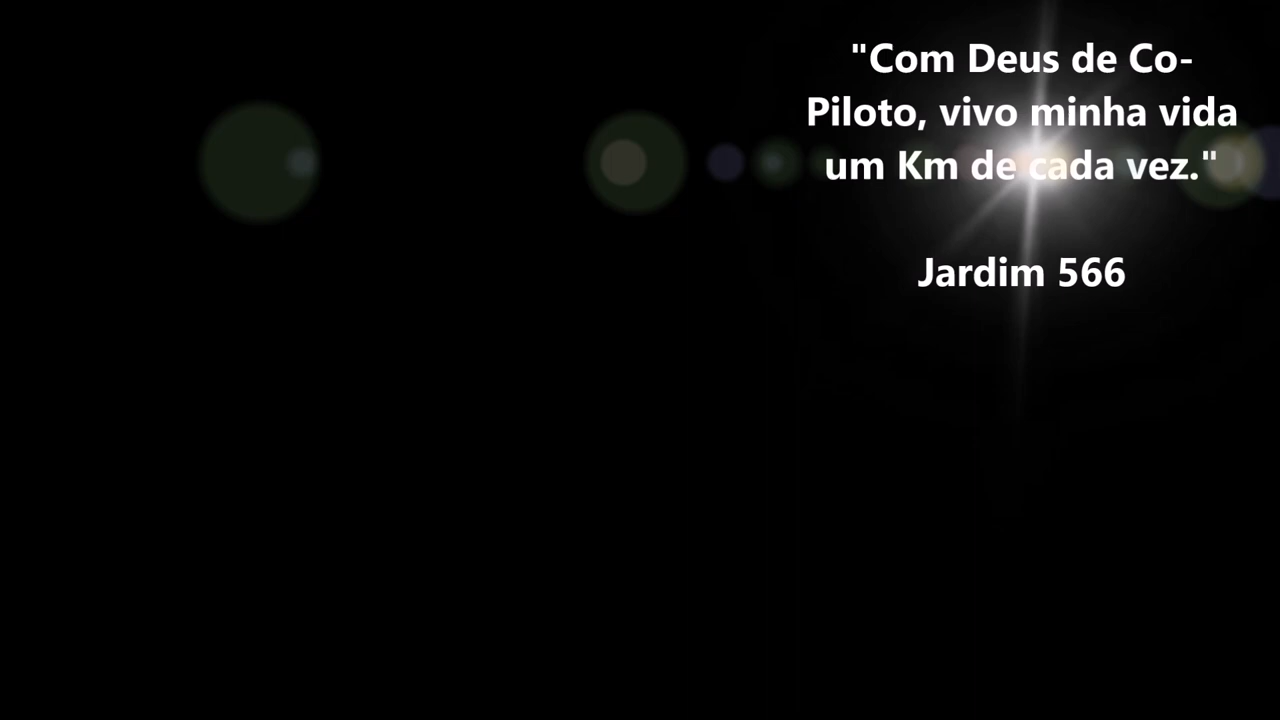 "Com Deus de Co-
Piloto, vivo minha vida
um Km de cada vez."
Jardim 566